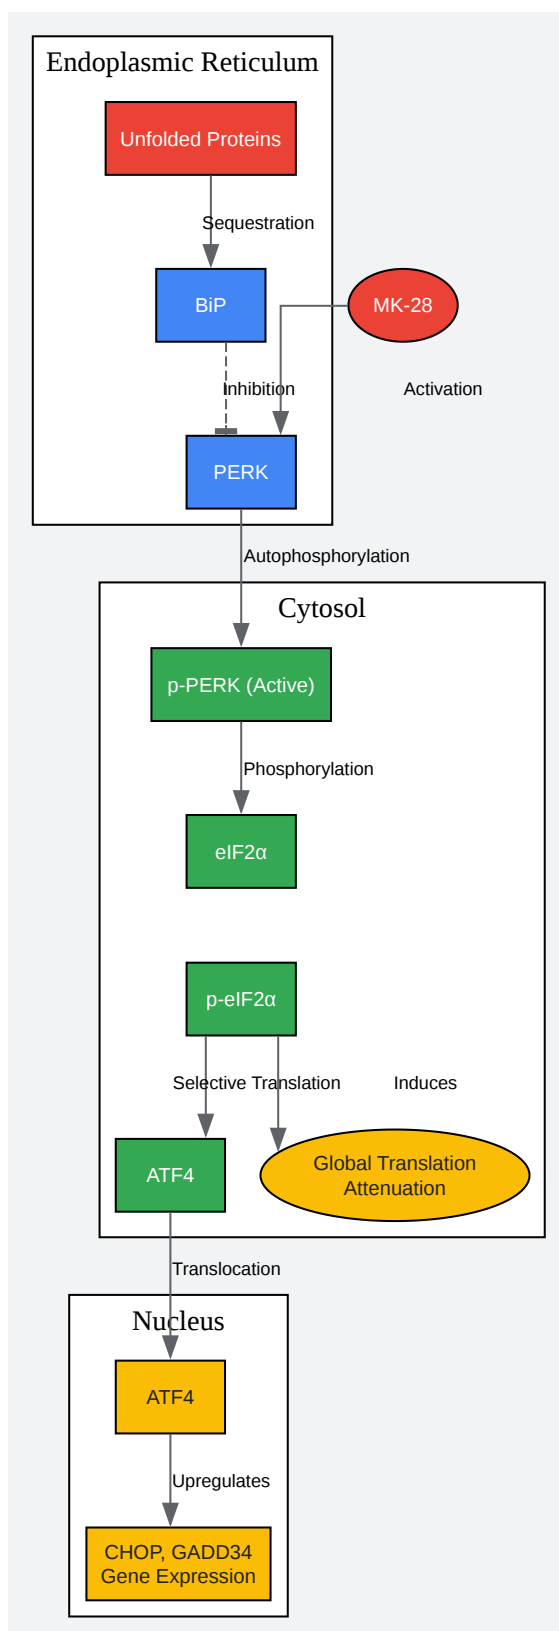 Endoplasmic Reticulum
Unfolded Proteins
Sequestration
BiP
MK-28
Inhibition
Activation
PERK
Autophosphorylation
Cytosol
p-PERK (Active)
Phosphorylation
eIF2α
p-eIF2α
Selective Translation
Induces
ATF4
Global Translation
Attenuation
Translocation
Nucleus
ATF4
Upregulates
CHOP, GADD34
Gene Expression